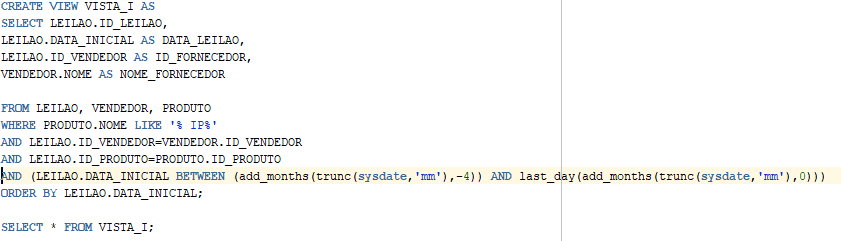 CREATE VIEW VISTA_I AS
SELECT LEILAO.ID_LEILAO,
LEILAO.DATA_INICIAL AS DATA_LEILAO,
LEILAO.ID_VENDEDOR AS ID_FORNECEDOR,
VENDEDOR.NOME AS NOME_FORNECEDOR
FROM LEILAO, VENDEDOR, PRODUTO
WHERE PRODUTO.NOME LIKE '% IP%'
AND LEILAO.ID_VENDEDOR=VENDEDOR.ID_VENDEDOR
AND LEILAO.ID_PRODUTO=PRODUTO.ID_PRODUTO
AND (LEILAO.DATA_INICIAL BETWEEN (add_months(trunc(sysdate,'mm'),-4)) AND last_day(add_months(trunc(sysdate,'mm'),0)))
ORDER BY LEILAO.DATA_INICIAL;
SELECT * FROM VISTA_I;